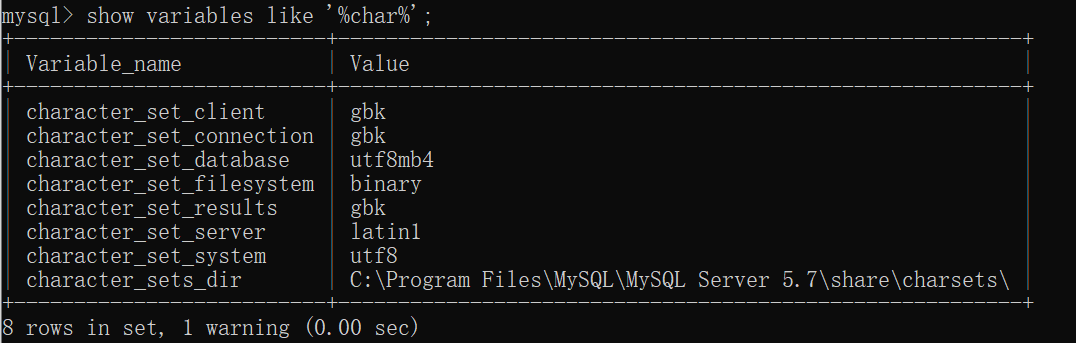 mysql> show variables like '%char%';
+--------------------------+---------------------------------------------------------+
| Variable_name            | Value                                                   |
+--------------------------+---------------------------------------------------------+
| character_set_client     | gbk                                                     |
| character_set_connection | gbk                                                     |
| character_set_database   | utf8mb4                                                 |
| character_set_filesystem | binary                                                  |
| character_set_results    | gbk                                                     |
| character_set_server     | latin1                                                  |
| character_set_system     | utf8                                                    |
| character_sets_dir       | C:\Program Files\MySQL\MySQL Server 5.7\share\charsets\ |
+--------------------------+---------------------------------------------------------+
8 rows in set, 1 warning (0.00 sec)